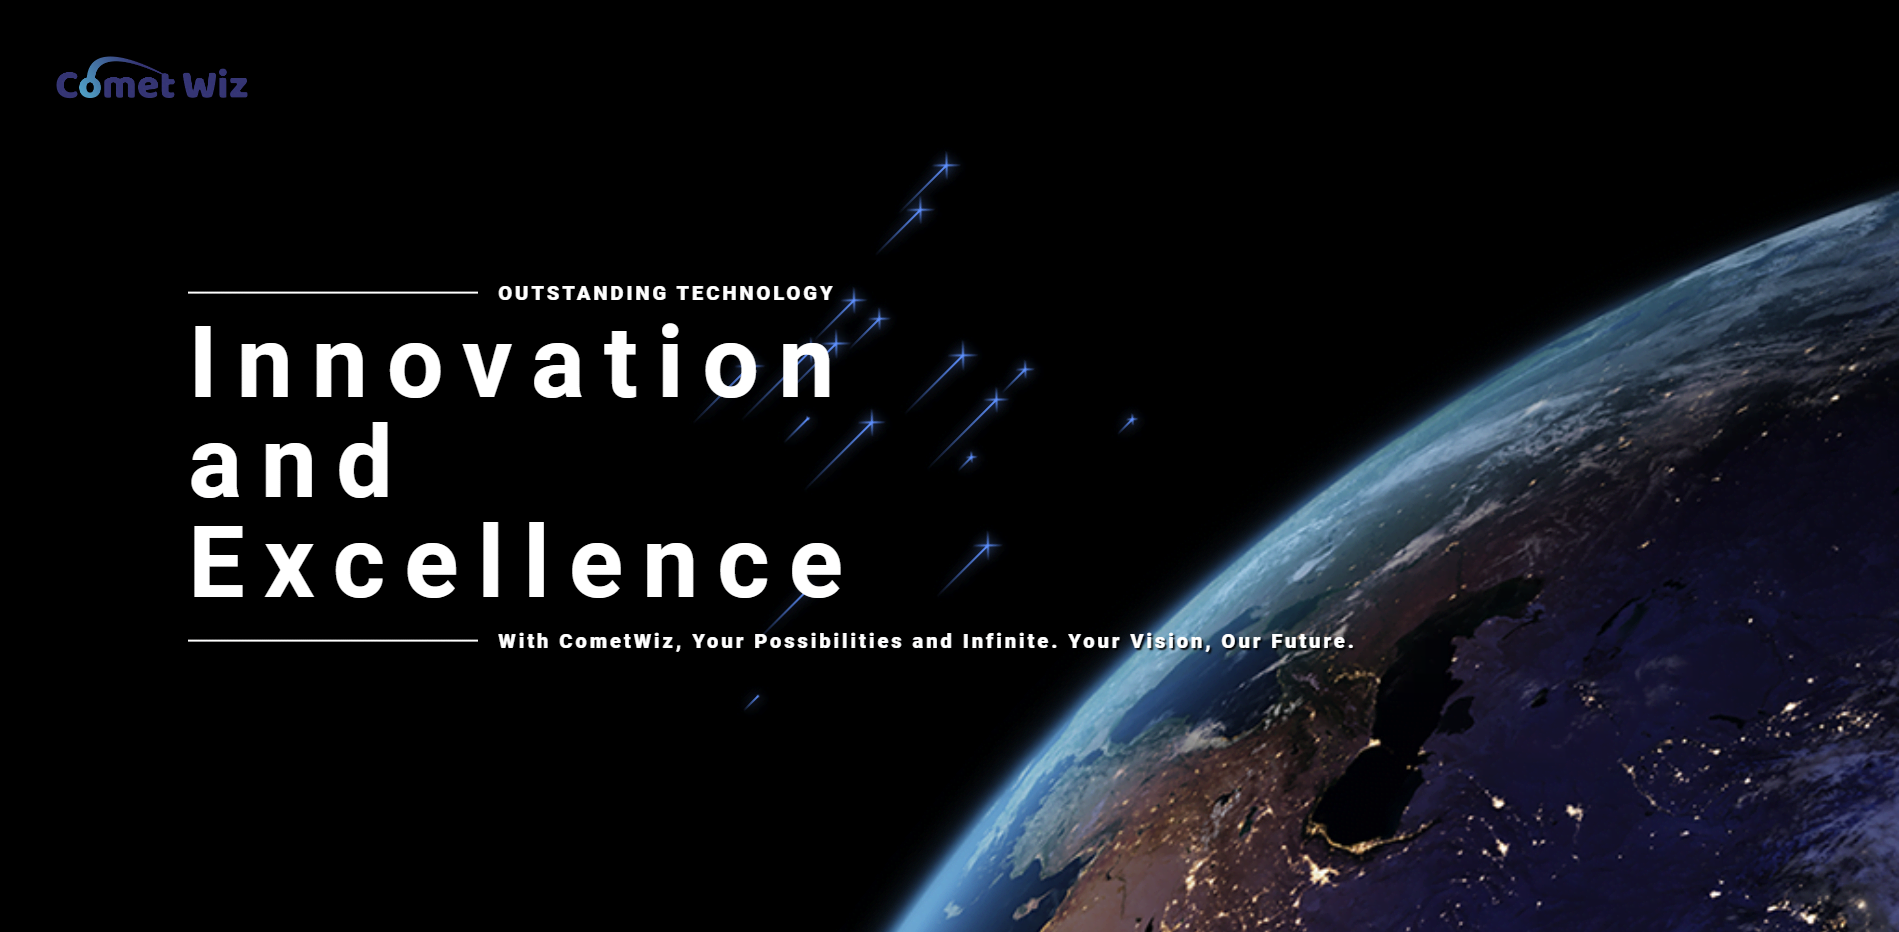 Comet Wiz
OUTSTANDING TECHNOLOGY
Innovation
and
Excellence
With CometWiz, Your Possibilities and Infinite. Your Vision, Our Future.